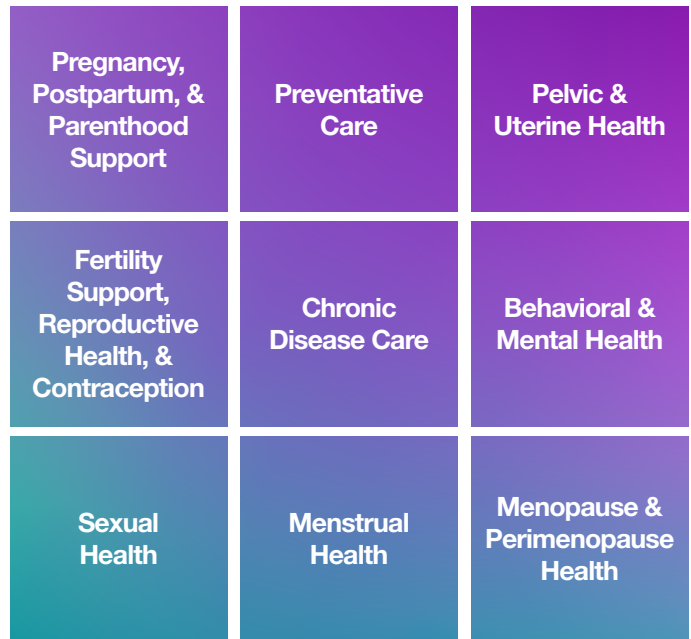 Pregnancy,
Postpartum, &
Parenthood
Support
Preventative
Care
Pelvic &
Uterine Health
Fertility
Support,
Reproductive
Health, &
Contraception
Chronic
Disease Care
Behavioral &
Mental Health
Sexual
Health
Menstrual
Health
Menopause &
Perimenopause
Health